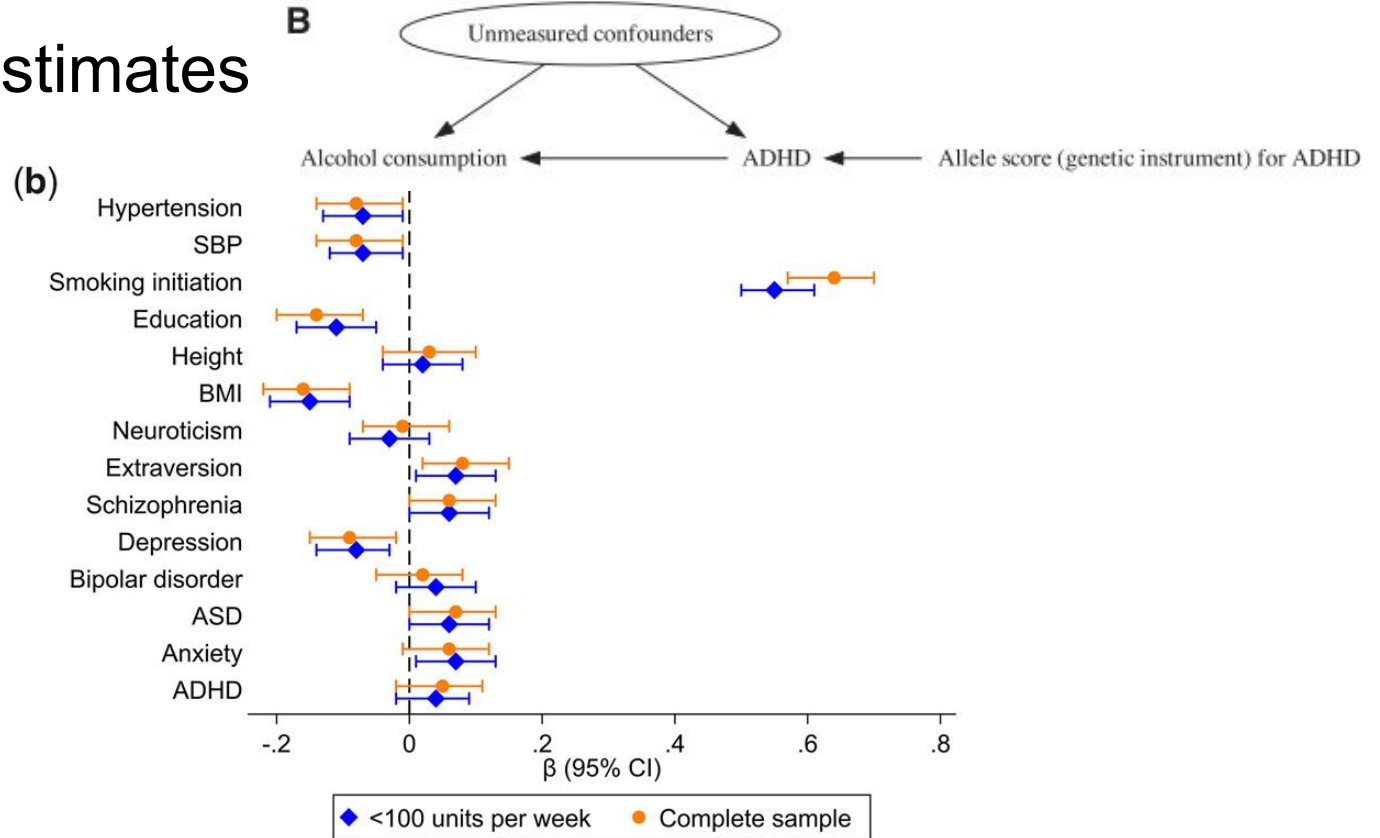 B
Unmeasured confounders
stimates
Alcohol consumption
ADHD
Allele score (genetic instrument) for ADHD
(b)
Hypertension
SBP
Smoking initiation
Education
Height
BMI
Neuroticism
Extraversion
Schizophrenia
Depression
Bipolar disorder
ASD
Anxiety
ADHD
-.2 0 .2 .4 .6 .8
β (95% CI)
<100 units per week Complete sample